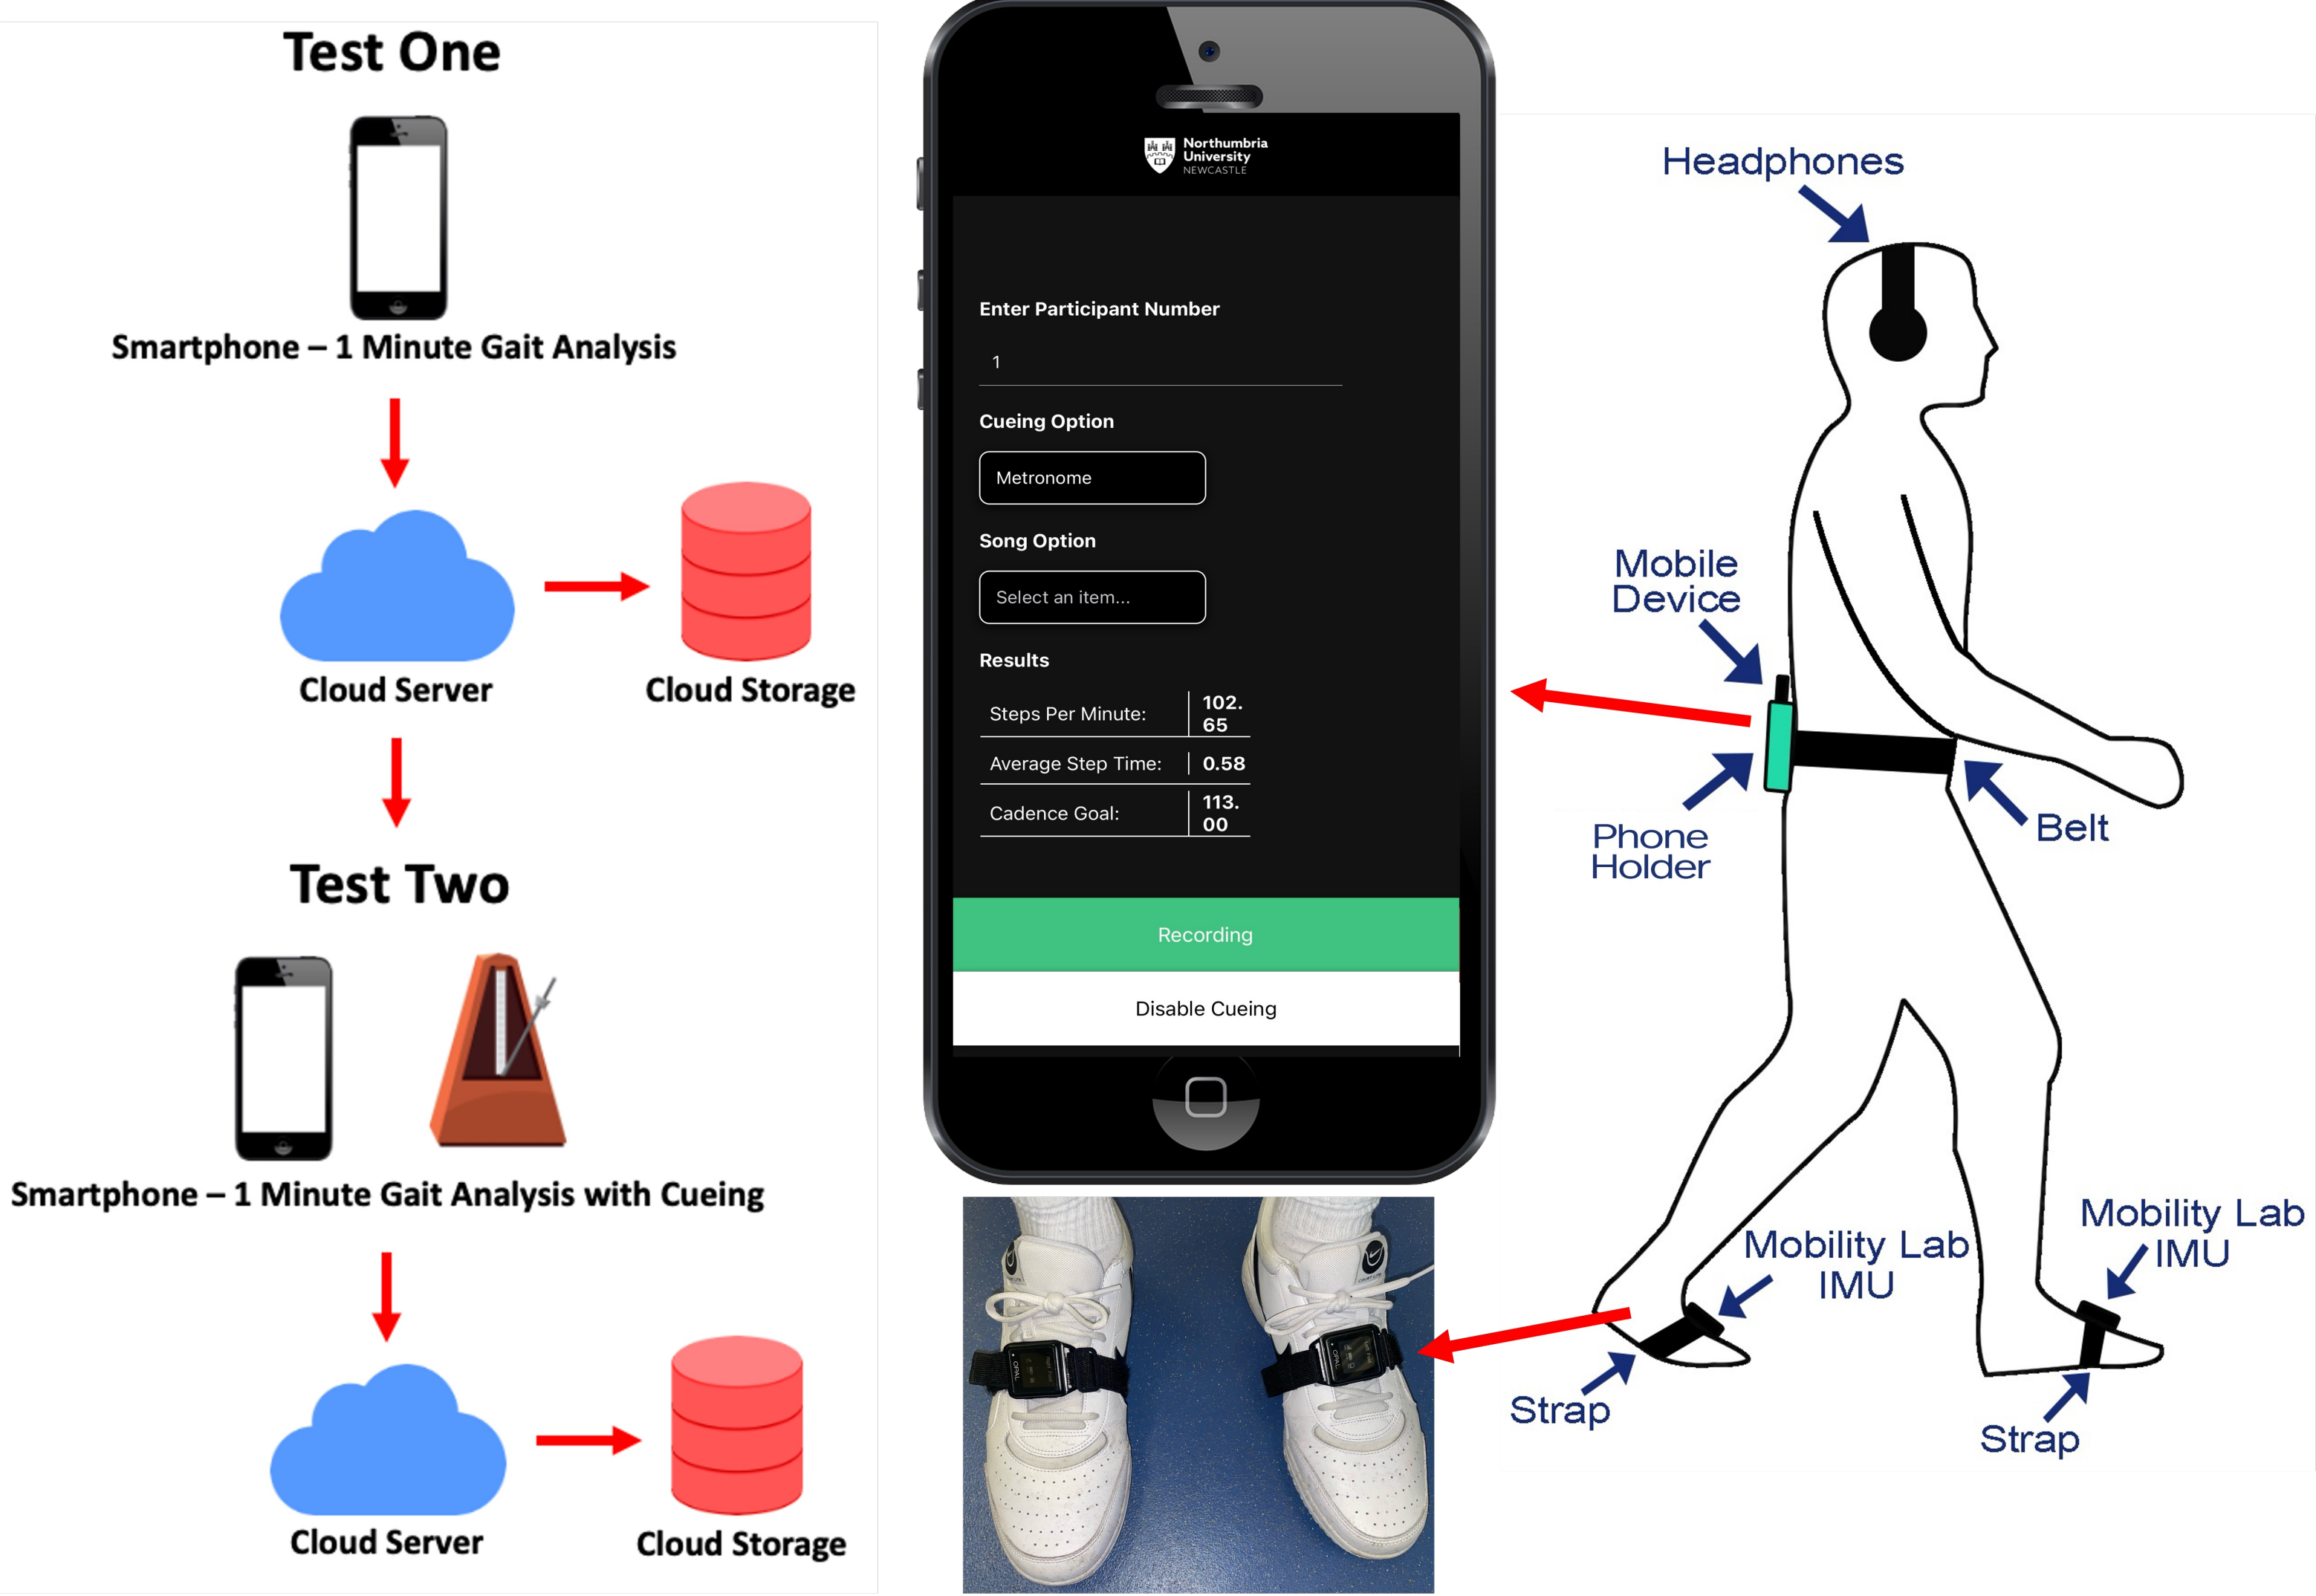 Test One
Smartphone – 1 Minute Gait Analysis
Cloud Server
Cloud Storage
Test Two
Smartphone – 1 Minute Gait Analysis with Cueing
Cloud Server
Cloud Storage
Northumbria
University
NEWCASTLE
Enter Participant Number
1
Cueing Option
Metronome
Song Option
Select an item...
Results
Steps Per Minute:
102.
65
Average Step Time:
0.58
Cadence Goal:
113.
00
Recording
Disable Cueing
OPAL
OPAL
Headphones
Mobile
Device
Phone
Holder
Belt
Mobility Lab
IMU
Mobility Lab
IMU
Strap
Strap